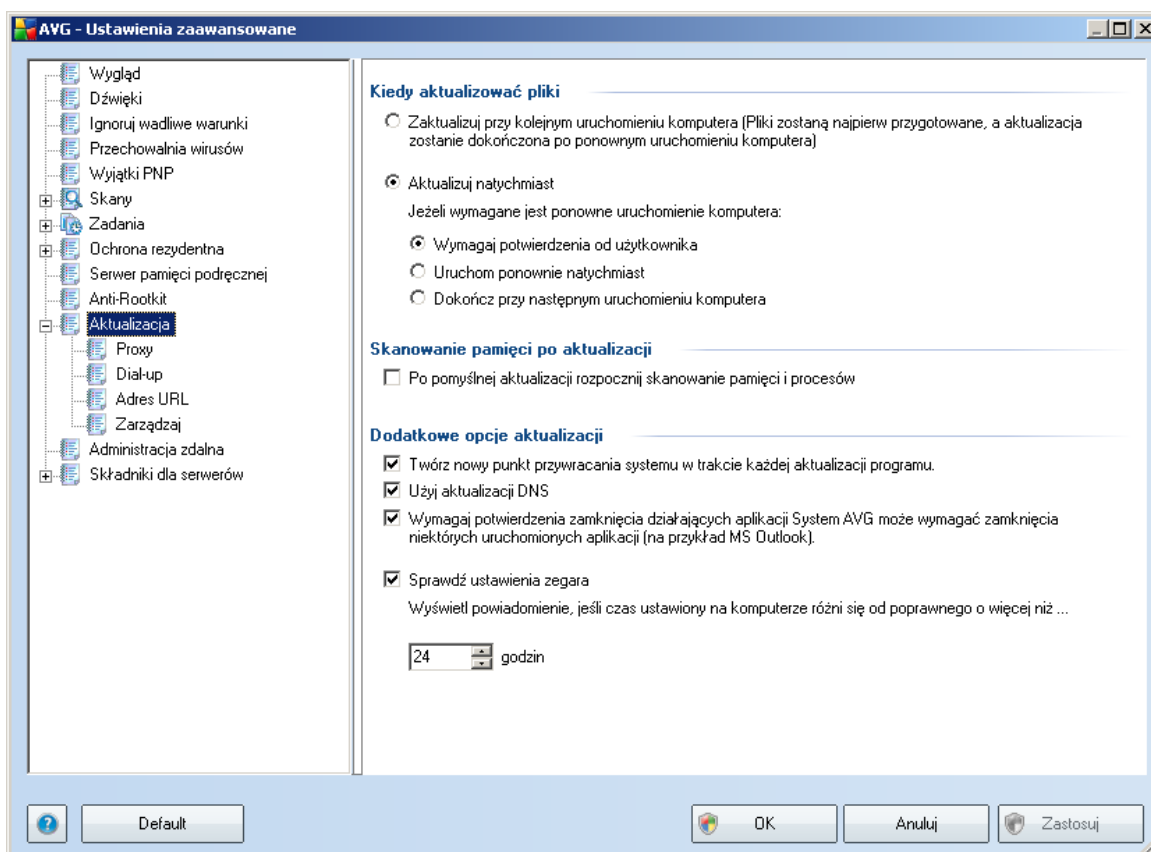 AVG - Ustawienia zaawansowane
Wygląd
Dźwięki
Ignoruj wadliwe warunki
Przechowalnia wirusów
Wyjątki PNP
Skany
Zadania
Ochrona rezydentna
Serwer pamięci podręcznej
Anti-Rootkit
Aktualizacja
Proxy
Dial-up
Adres URL
Zarządzaj
Administracja zdalna
Składniki dla serwerów
Kiedy aktualizować pliki
Zaktualizuj przy kolejnym uruchomieniu komputera (Pliki zostaną najpierw przygotowane, a aktualizacja
zostanie dokończona po ponownym uruchomieniu komputera)
Aktualizuj natychmiast
Jeżeli wymagane jest ponowne uruchomienie komputera:
Wymagaj potwierdzenia od użytkownika
Uruchom ponownie natychmiast
Dokończ przy następnym uruchomieniu komputera
Skanowanie pamięci po aktualizacji
Po pomyślnej aktualizacji rozpocznij skanowanie pamięci i procesów
Dodatkowe opcje aktualizacji
Twórz nowy punkt przywracania systemu w trakcie każdej aktualizacji programu.
Użyj aktualizacji DNS
Wymagaj potwierdzenia zamknięcia działających aplikacji System AVG może wymagać zamknięcia
niektórych uruchomionych aplikacji (na przykład MS Outlook).
Sprawdź ustawienia zegara
Wyświetl powiadomienie, jeśli czas ustawiony na komputerze różni się od poprawnego o więcej niż ...
24 godzin
Default
OK
Anuluj
Zastosuj